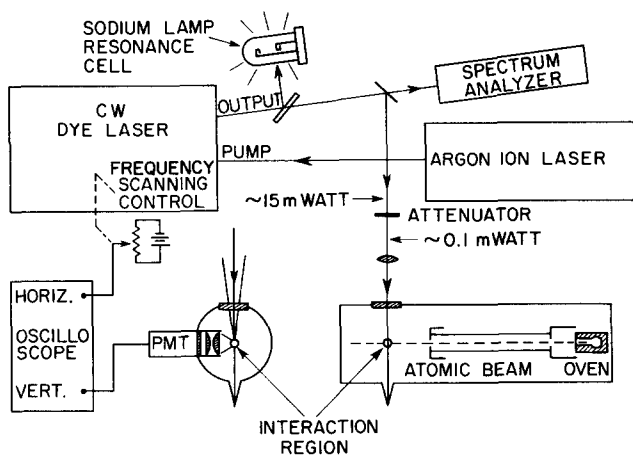 SODIUM LAMP
RESONANCE
CELL
SPECTRUM
ANALYZER
CW
DYE LASER
OUTPUT
PUMP
ARGON ION LASER
FREQUENCY
SCANNING
CONTROL
~15 m WATT
ATTENUATOR
~0.1 mWATT
HORIZ.
OSCILLO
SCOPE
VERT.
PMT
ATOMIC BEAM
OVEN
INTERACTION
REGION